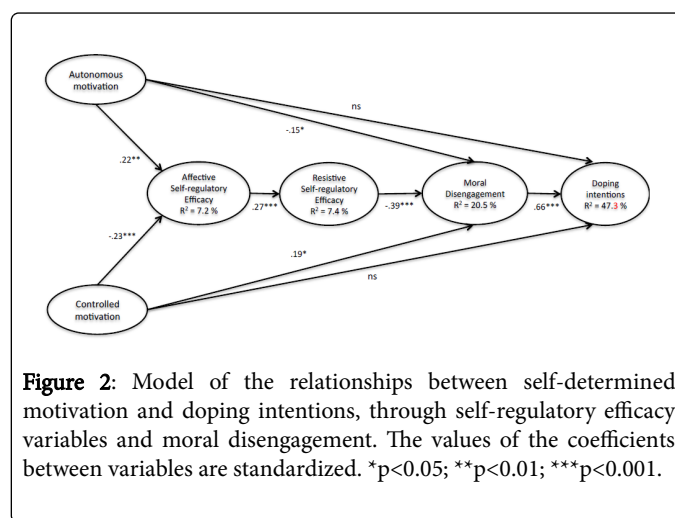 Autonomous
motivation
ns
-.15*
.22**
Affective
Self-regulatory
Efficacy
R² = 7.2 %
.27***
Resistive
Self-regulatory
Efficacy
R² = 7.4 %
-.39***
Moral
Disengagement
R² = 20.5 %
.66***
Doping
intentions
R² = 47.3 %
-.23***
.19*
ns
Controlled
motivation
Figure 2: Model of the relationships between self-determined
motivation and doping intentions, through self-regulatory efficacy
variables and moral disengagement. The values of the coefficients
between variables are standardized. *p<0.05; **p<0.01; ***p<0.001.